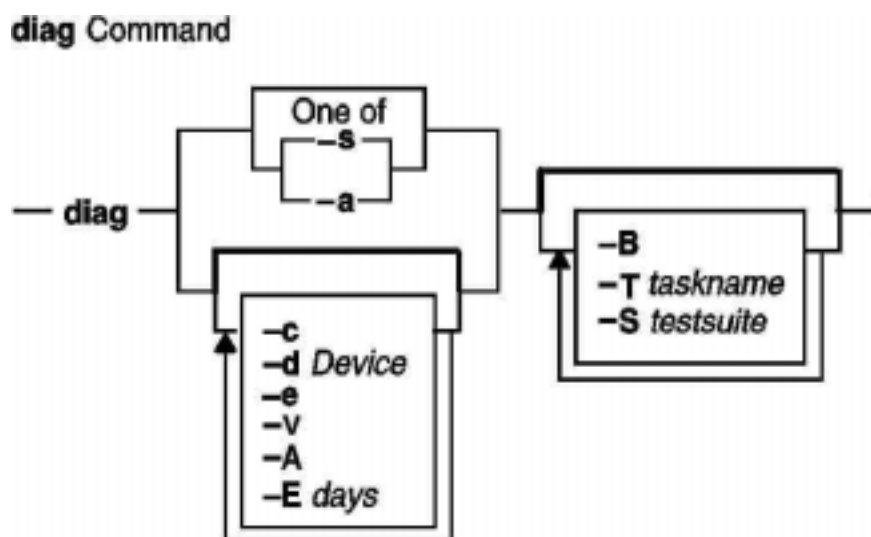 diag Command
One of
–s
–a
diag
–B
–T taskname
–S testsuite
–c
–d Device
–e
–v
–A
–E days